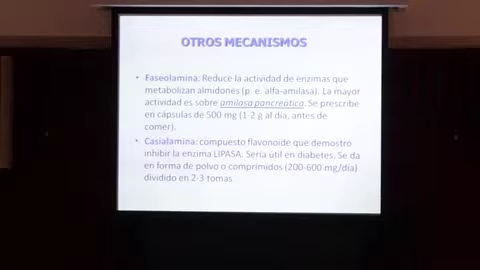 OTROS MECANISMOS
• Faseolamina: Reduce la actividad de enzimas que
metabolizan almidones (p. e. alfa-amilasa). La mayor
actividad es sobre amilasa pancreática. Se prescribe
en cápsulas de 500 mg (1-2 g al día, antes de
comer).
• Casialamina: compuesto flavonoide que demostró
inhibir la enzima LIPASA. Sería útil en diabetes. Se da
en forma de polvo o comprimidos (200-600 mg/día)
dividido en 2-3 tomas.